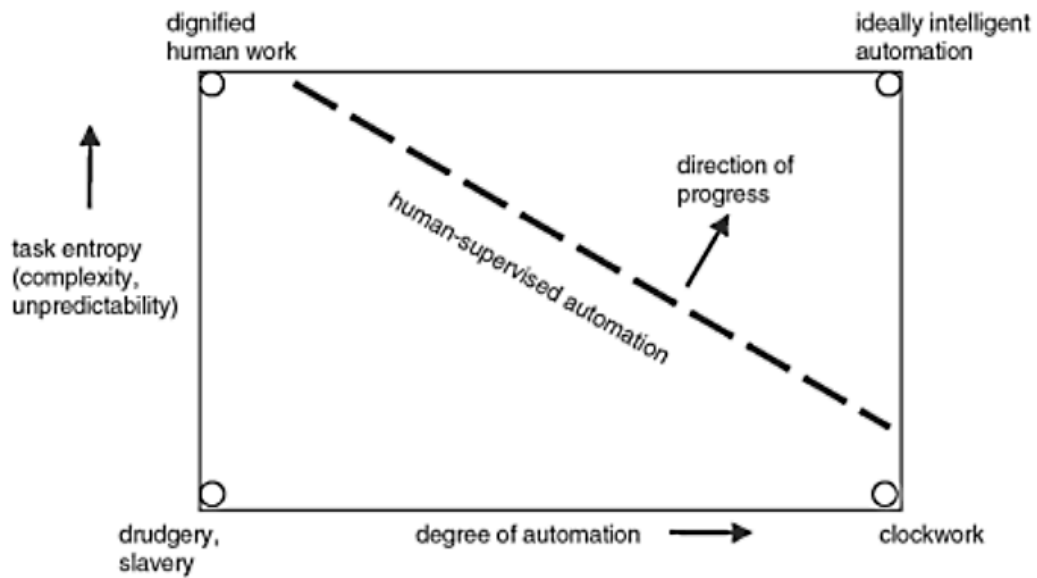 dignified
human work
ideally intelligent
automation
direction of
progress
human-supervised automation
task entropy
(complexity,
unpredictability)
drudgery,
slavery
degree of automation
clockwork